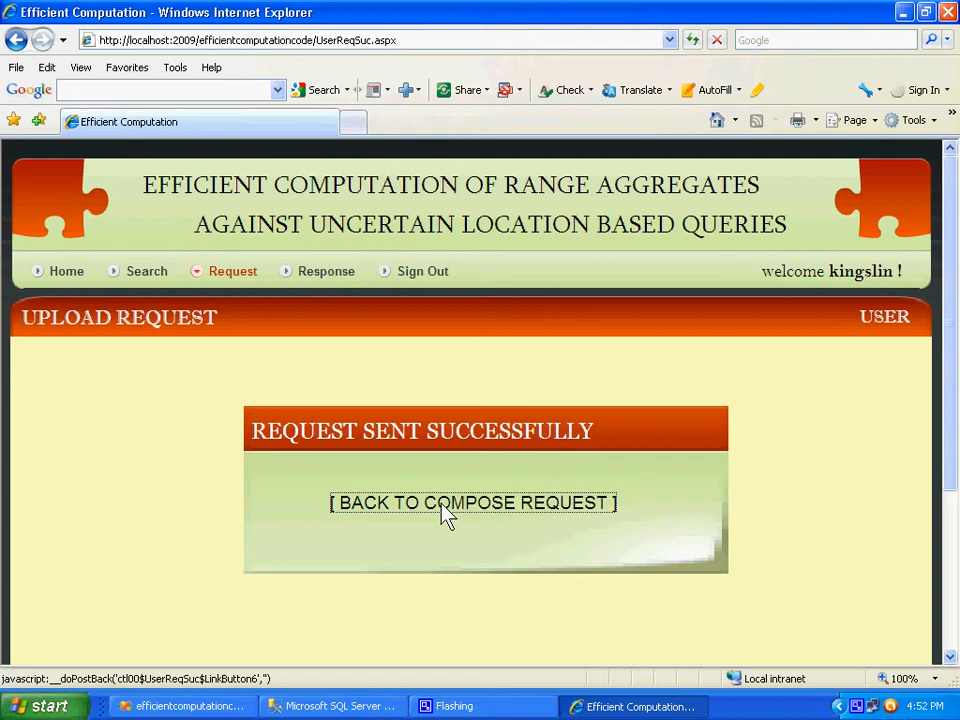 Efficient Computation - Windows Internet Explorer
http://localhost:2009/efficientcomputationcode/UserReqSuc.aspx
Google
File Edit View Favorites Tools Help
Google Search Share Check Translate AutoFill Sign In
Efficient Computation Page Tools
EFFICIENT COMPUTATION OF RANGE AGGREGATES
AGAINST UNCERTAIN LOCATION BASED QUERIES
Home Search Request Response Sign Out welcome kingslin !
UPLOAD REQUEST USER
REQUEST SENT SUCCESSFULLY
[ BACK TO COMPOSE REQUEST ]
javascript:__doPostBack('ctl00$UserReqSuc$LinkButton6','') Local intranet 100%
start efficientcomputationc... Microsoft SQL Server ... Flashing Efficient Computation... 4:52 PM